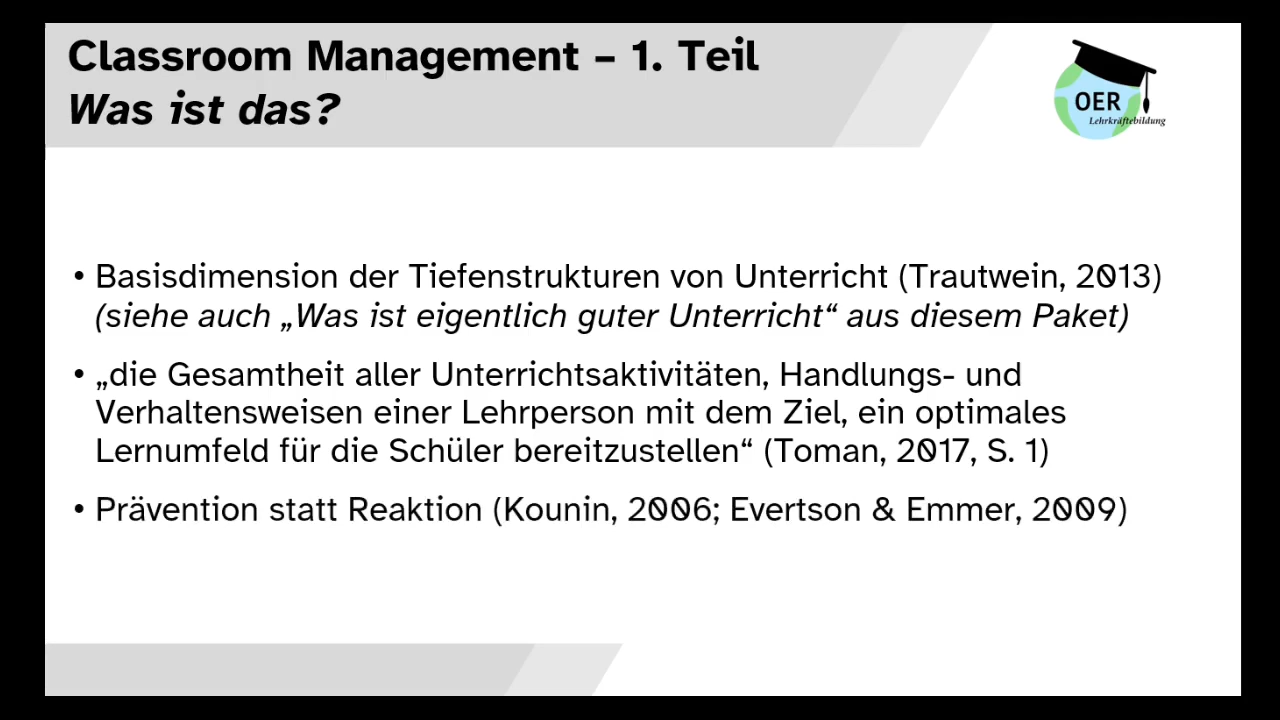 Classroom Management – 1. Teil
Was ist das?
OER
Lehrkräftebildung
• Basisdimension der Tiefenstrukturen von Unterricht (Trautwein, 2013)
(siehe auch „Was ist eigentlich guter Unterricht“ aus diesem Paket)
• „die Gesamtheit aller Unterrichtsaktivitäten, Handlungs- und
Verhaltensweisen einer Lehrperson mit dem Ziel, ein optimales
Lernumfeld für die Schüler bereitzustellen“ (Toman, 2017, S. 1)
• Prävention statt Reaktion (Kounin, 2006; Evertson & Emmer, 2009)